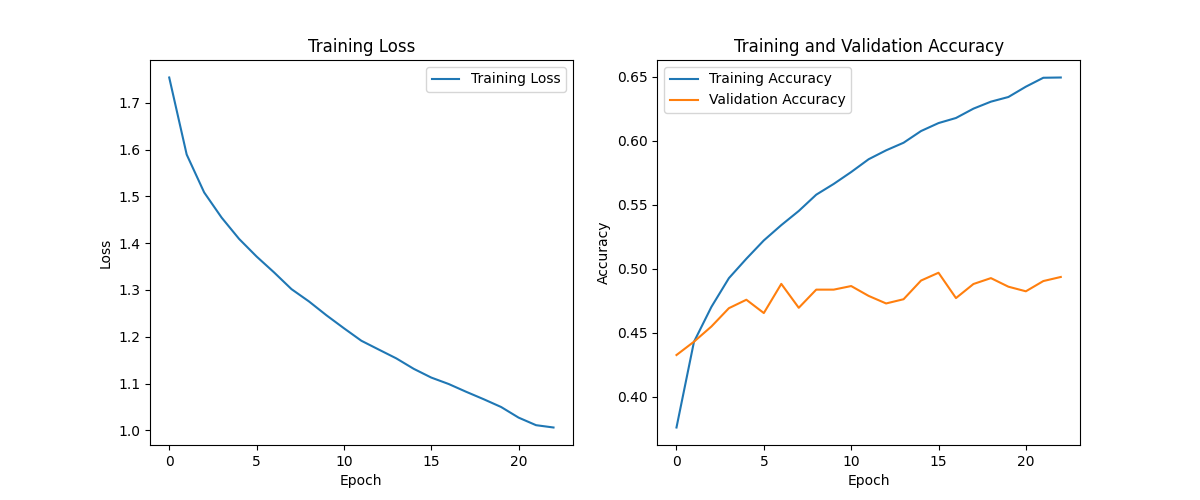 Training Loss
Training Loss
1.7
1.6
1.5
1.4
1.3
1.2
1.1
1.0
Loss
0 5 10 15 20
Epoch
Training and Validation Accuracy
Training Accuracy
Validation Accuracy
0.65
0.60
0.55
0.50
0.45
0.40
Accuracy
0 5 10 15 20
Epoch